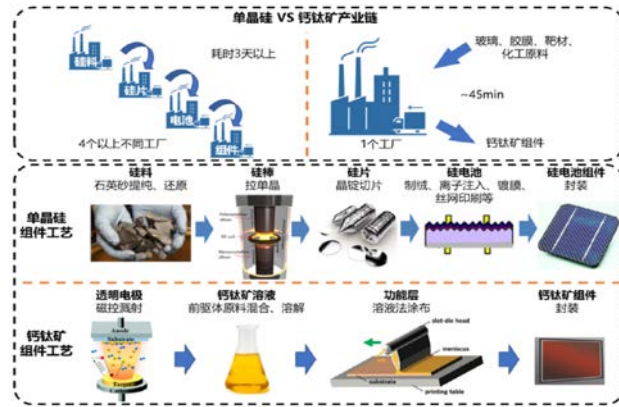 单晶硅 VS 钙钛矿产业链
硅料
硅片
电池
组件
耗时3天以上
4个以上不同工厂
玻璃、胶膜、靶材、
化工原料
~45min
1个工厂
钙钛矿组件
单晶硅
组件工艺
硅料
石英砂提纯、还原
硅棒
拉单晶
硅片
晶锭切片
硅电池
制绒、离子注入、镀膜、
丝网印刷等
硅电池组件
封装
钙钛矿
组件工艺
透明电极
磁控溅射
Anode
Substrate
Target
钙钛矿溶液
前驱体原料混合、溶解
功能层
溶液法涂布
slot-die head
meniscus
substrate
printing table
钙钛矿组件
封装